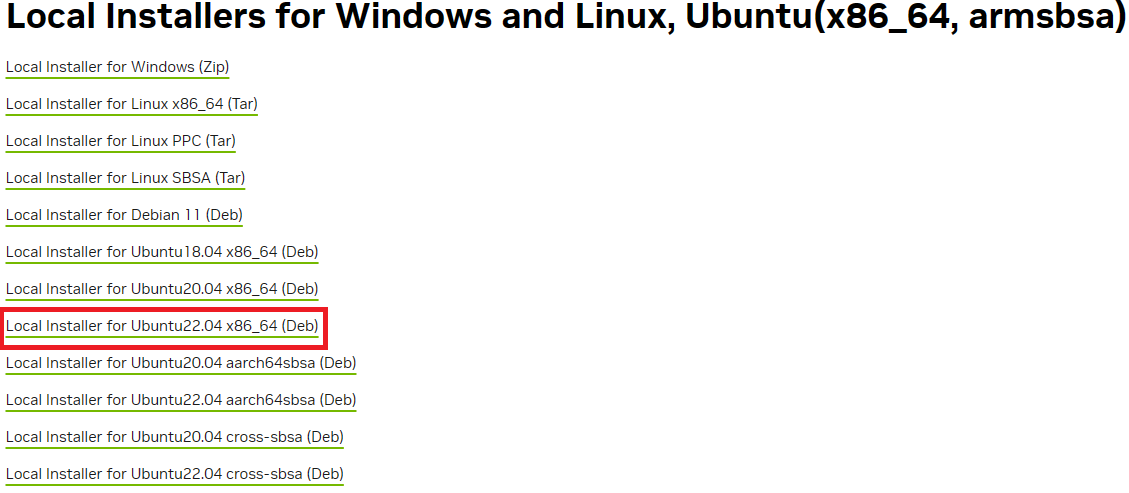 Local Installers for Windows and Linux, Ubuntu(x86_64, armsbsa)
Local Installer for Windows (Zip)
Local Installer for Linux x86_64 (Tar)
Local Installer for Linux PPC (Tar)
Local Installer for Linux SBSA (Tar)
Local Installer for Debian 11 (Deb)
Local Installer for Ubuntu18.04 x86_64 (Deb)
Local Installer for Ubuntu20.04 x86_64 (Deb)
Local Installer for Ubuntu22.04 x86_64 (Deb)
Local Installer for Ubuntu20.04 aarch64sbsa (Deb)
Local Installer for Ubuntu22.04 aarch64sbsa (Deb)
Local Installer for Ubuntu20.04 cross-sbsa (Deb)
Local Installer for Ubuntu22.04 cross-sbsa (Deb)